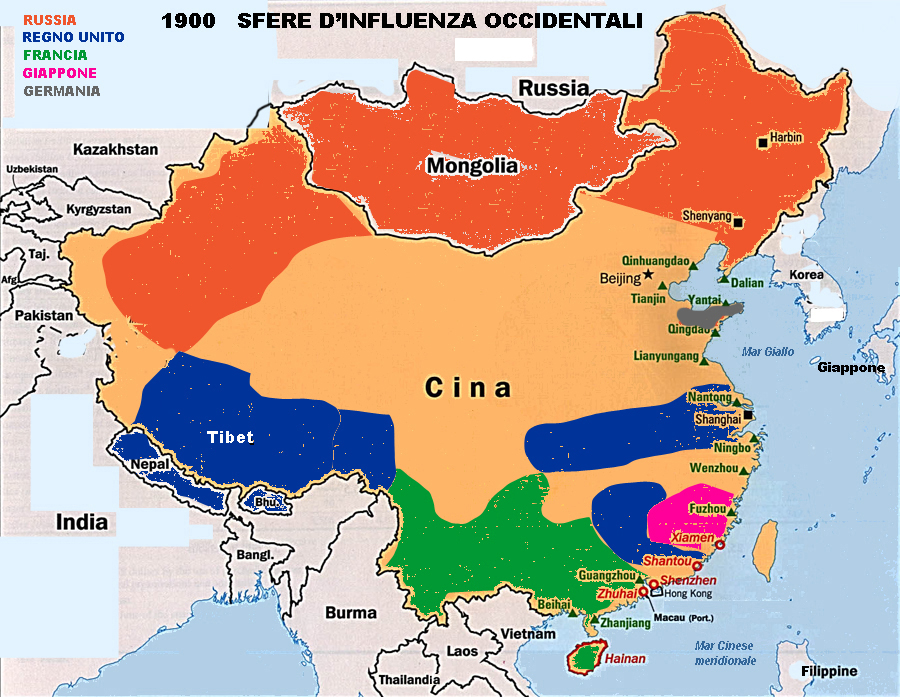 1900 SFERE D'INFLUENZA OCCIDENTALI
RUSSIA
REGNO UNITO
FRANCIA
GIAPPONE
GERMANIA
Russia
Kazakhstan
Harbin
Mongolia
Uzbekistan
Kyrgyzstan
Shenyang
Taj.
Qinhuangdao
Beijing
Korea
Afg
Dalian
Tianjin
Yantai
Pakistan
Qingdao
Mar Giallo
Lianyungang
Giappone
Cina
Nantong
Shanghai
Tibet
Ningbo
Nepal
Wenzhou
Bhu.
Fuzhou
India
Xiamen
Bangl.
Shantou
Guangzhou
Shenzhen
Zhuhai
Hong Kong
Beihai
Burma
Macau (Port.)
Zhanjiang
Vietnam
Laos
Mar Cinese
meridionale
Hainan
Filippine
Thailandia